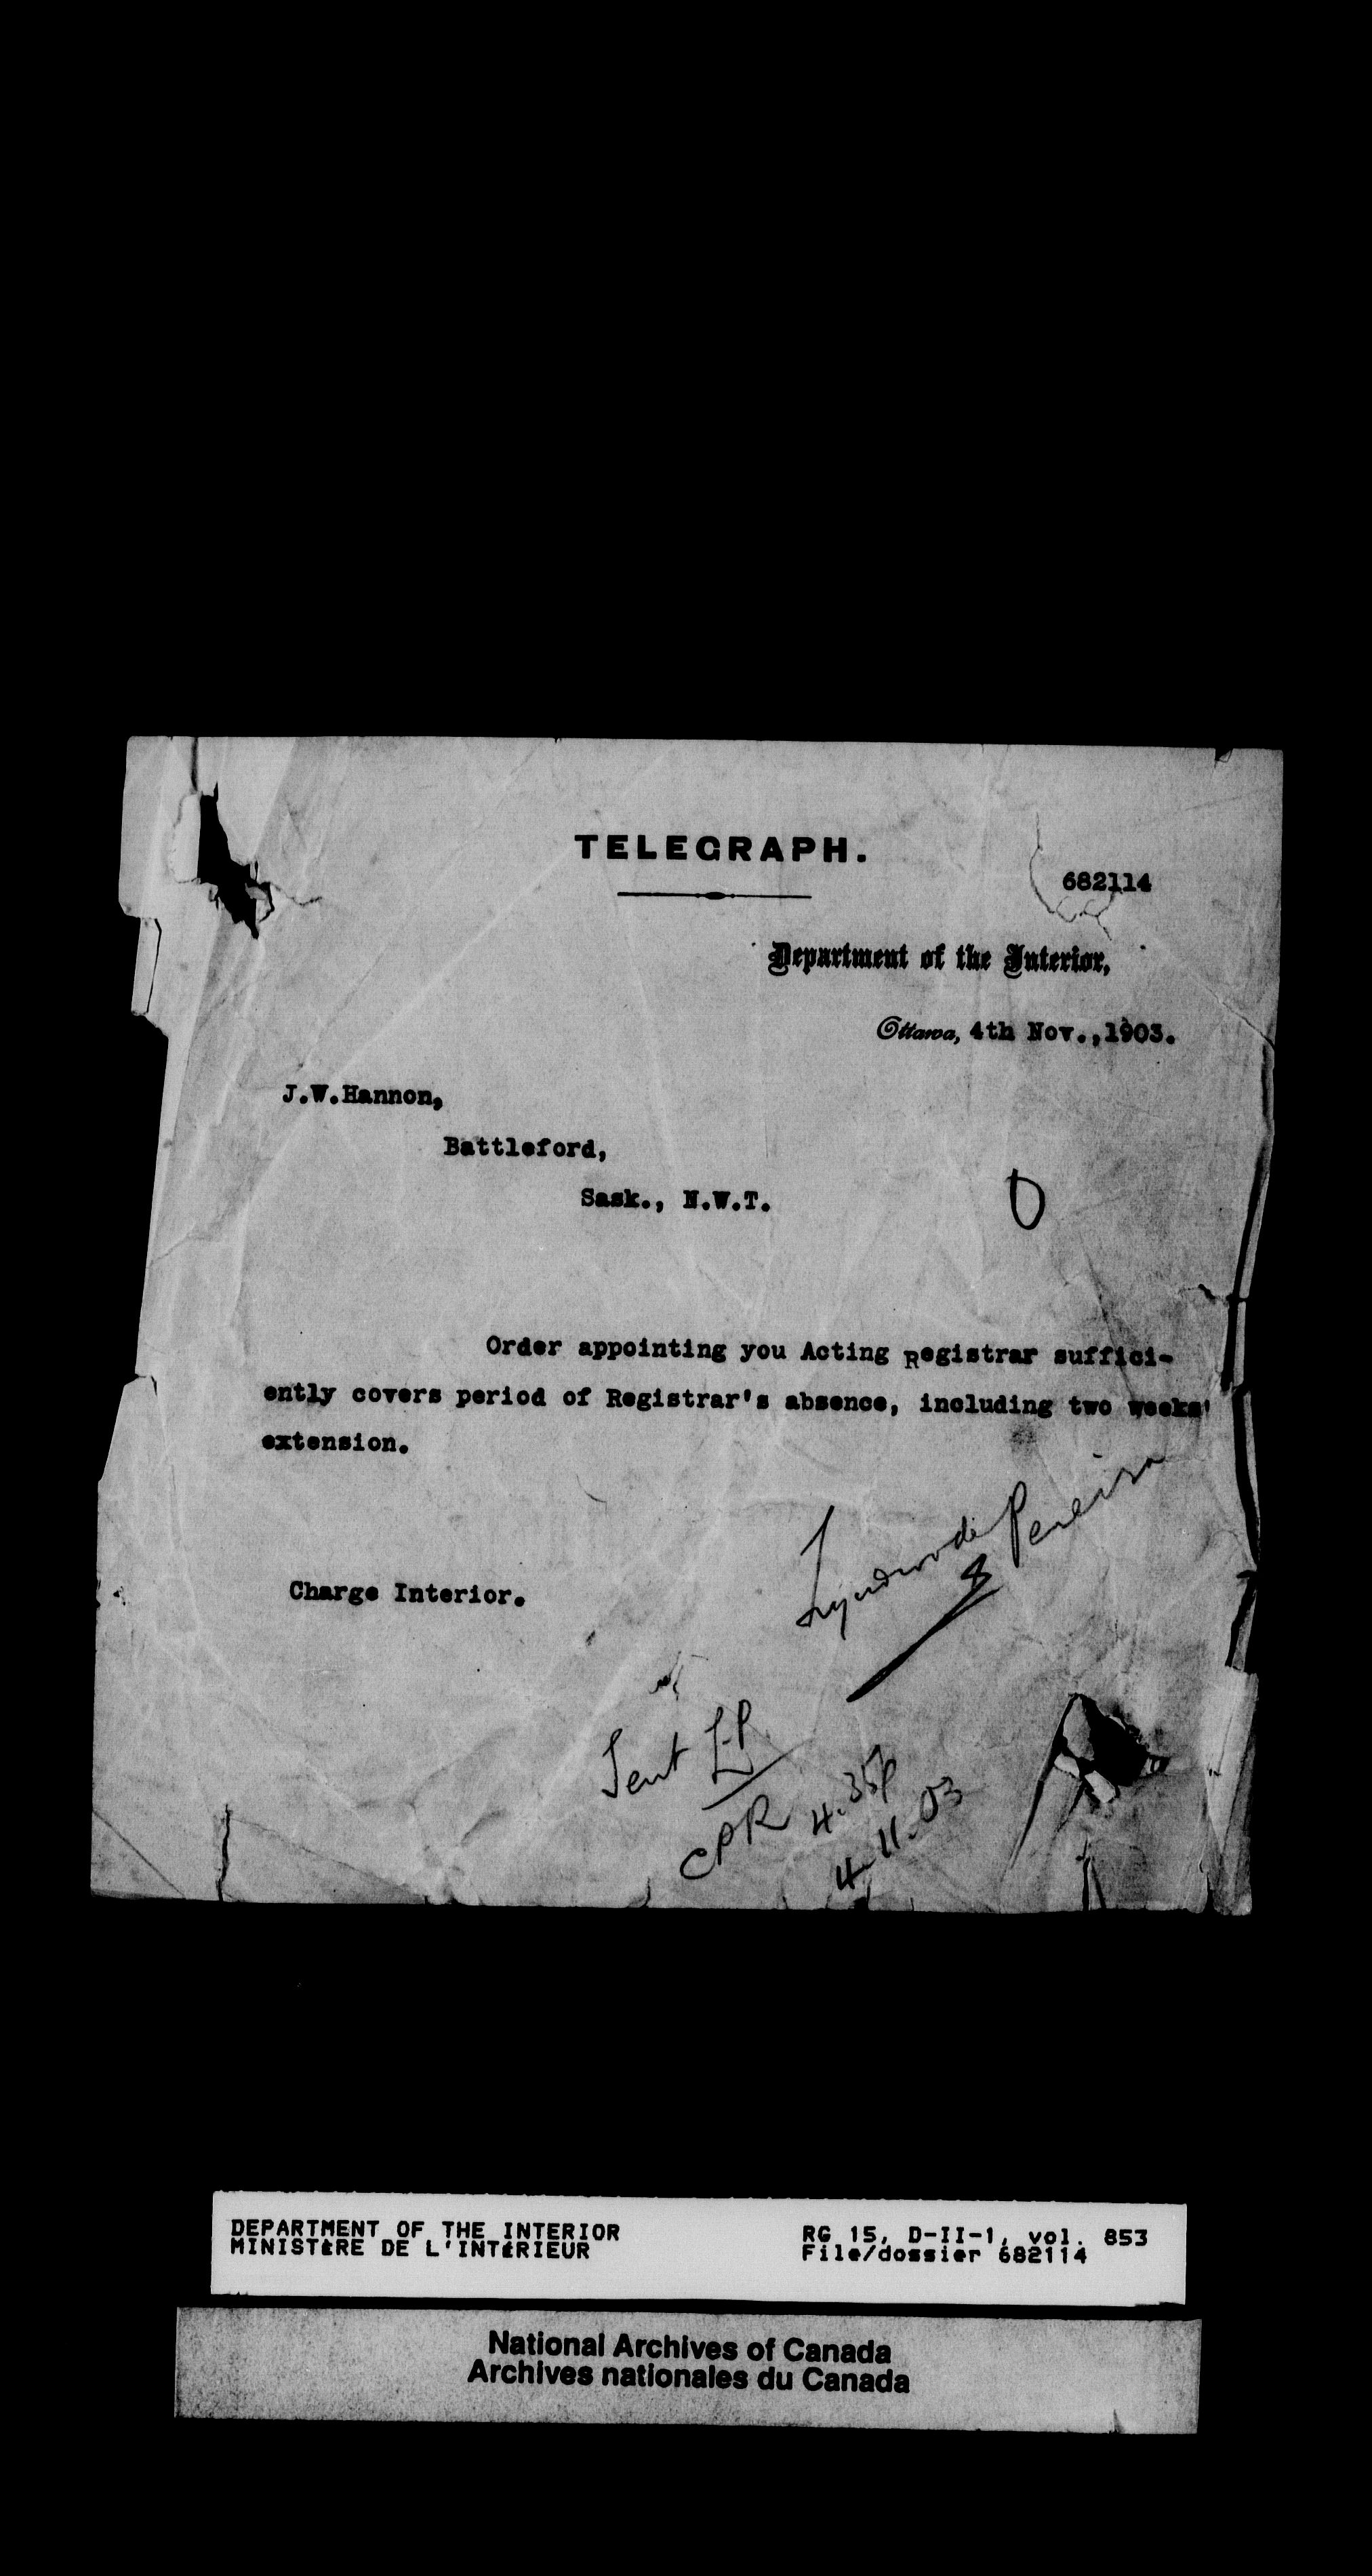 TELEGRAPH.
682114
Department of the Interior,
Ottawa, 4th Nov., 1903.
J.W.Hannon,
Battleford,
Sask., N.W.T.
Order appointing you Acting Registrar suffici-
ently covers period of Registrar's absence, including two weeks'
extension.
Lyndwode Pereira
Charge Interior.
Sent LP
CPR 4.35P
4-11-03
DEPARTMENT OF THE INTERIOR
MINISTÈRE DE L'INTÉRIEUR
RG 15, D-II-1, vol. 853
File/dossier 682114
National Archives of Canada
Archives nationales du Canada